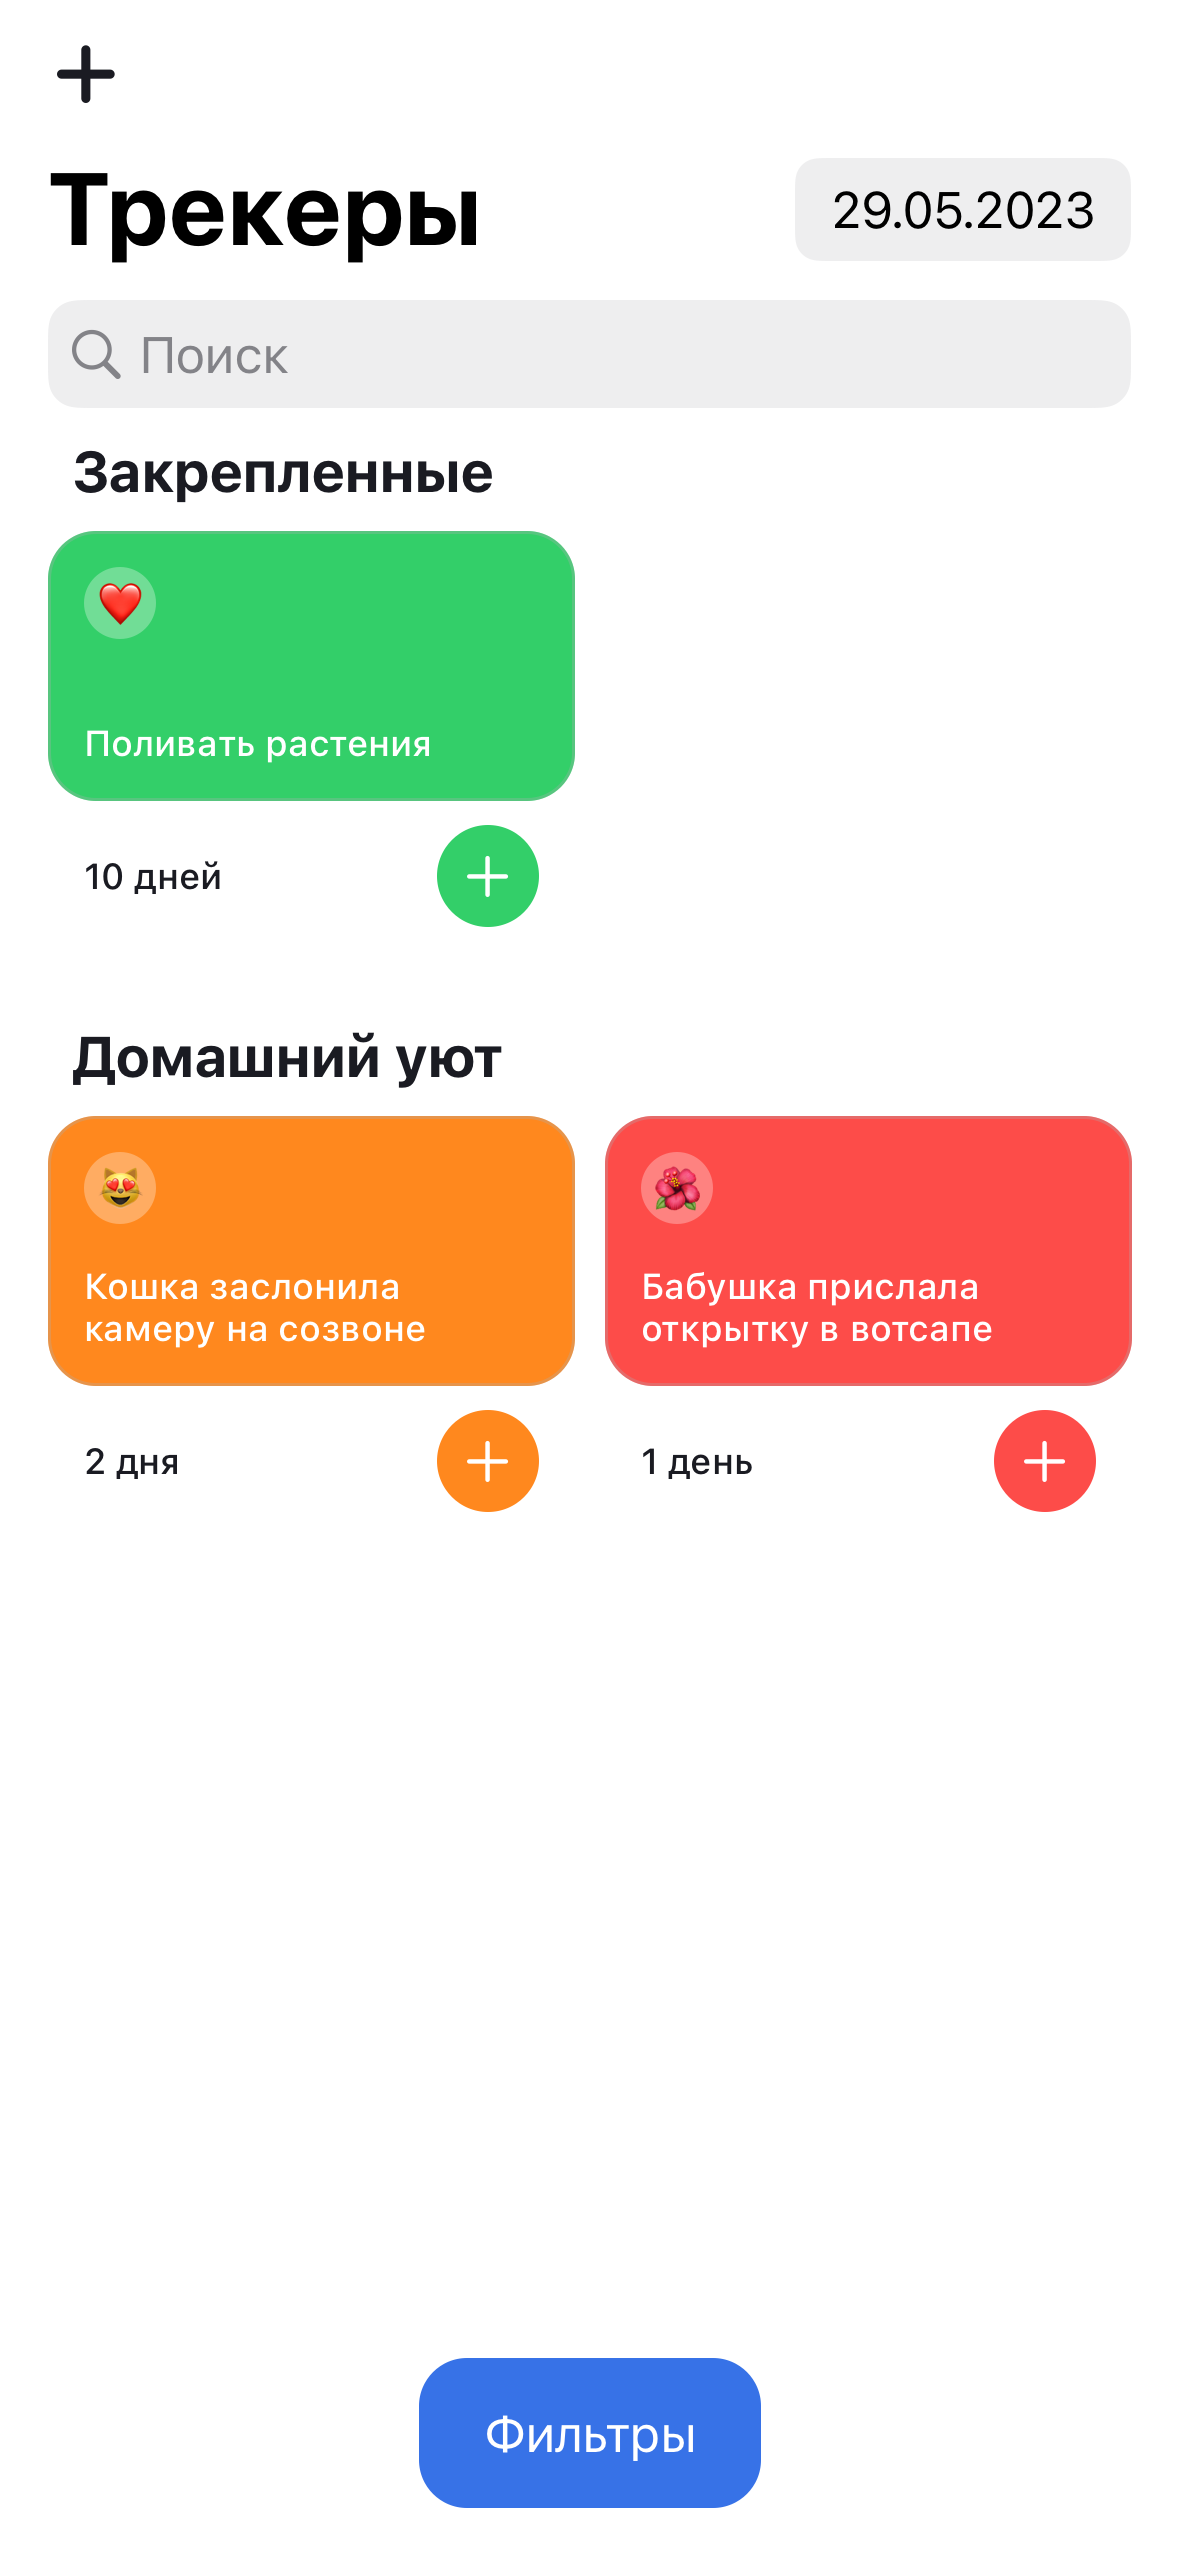 Трекеры
29.05.2023
Поиск
Закрепленные
Поливать растения
10 дней
Домашний уют
Кошка заслонила
камеру на созвоне
2 дня
Бабушка прислала
открытку в вотсапе
1 день
Фильтры